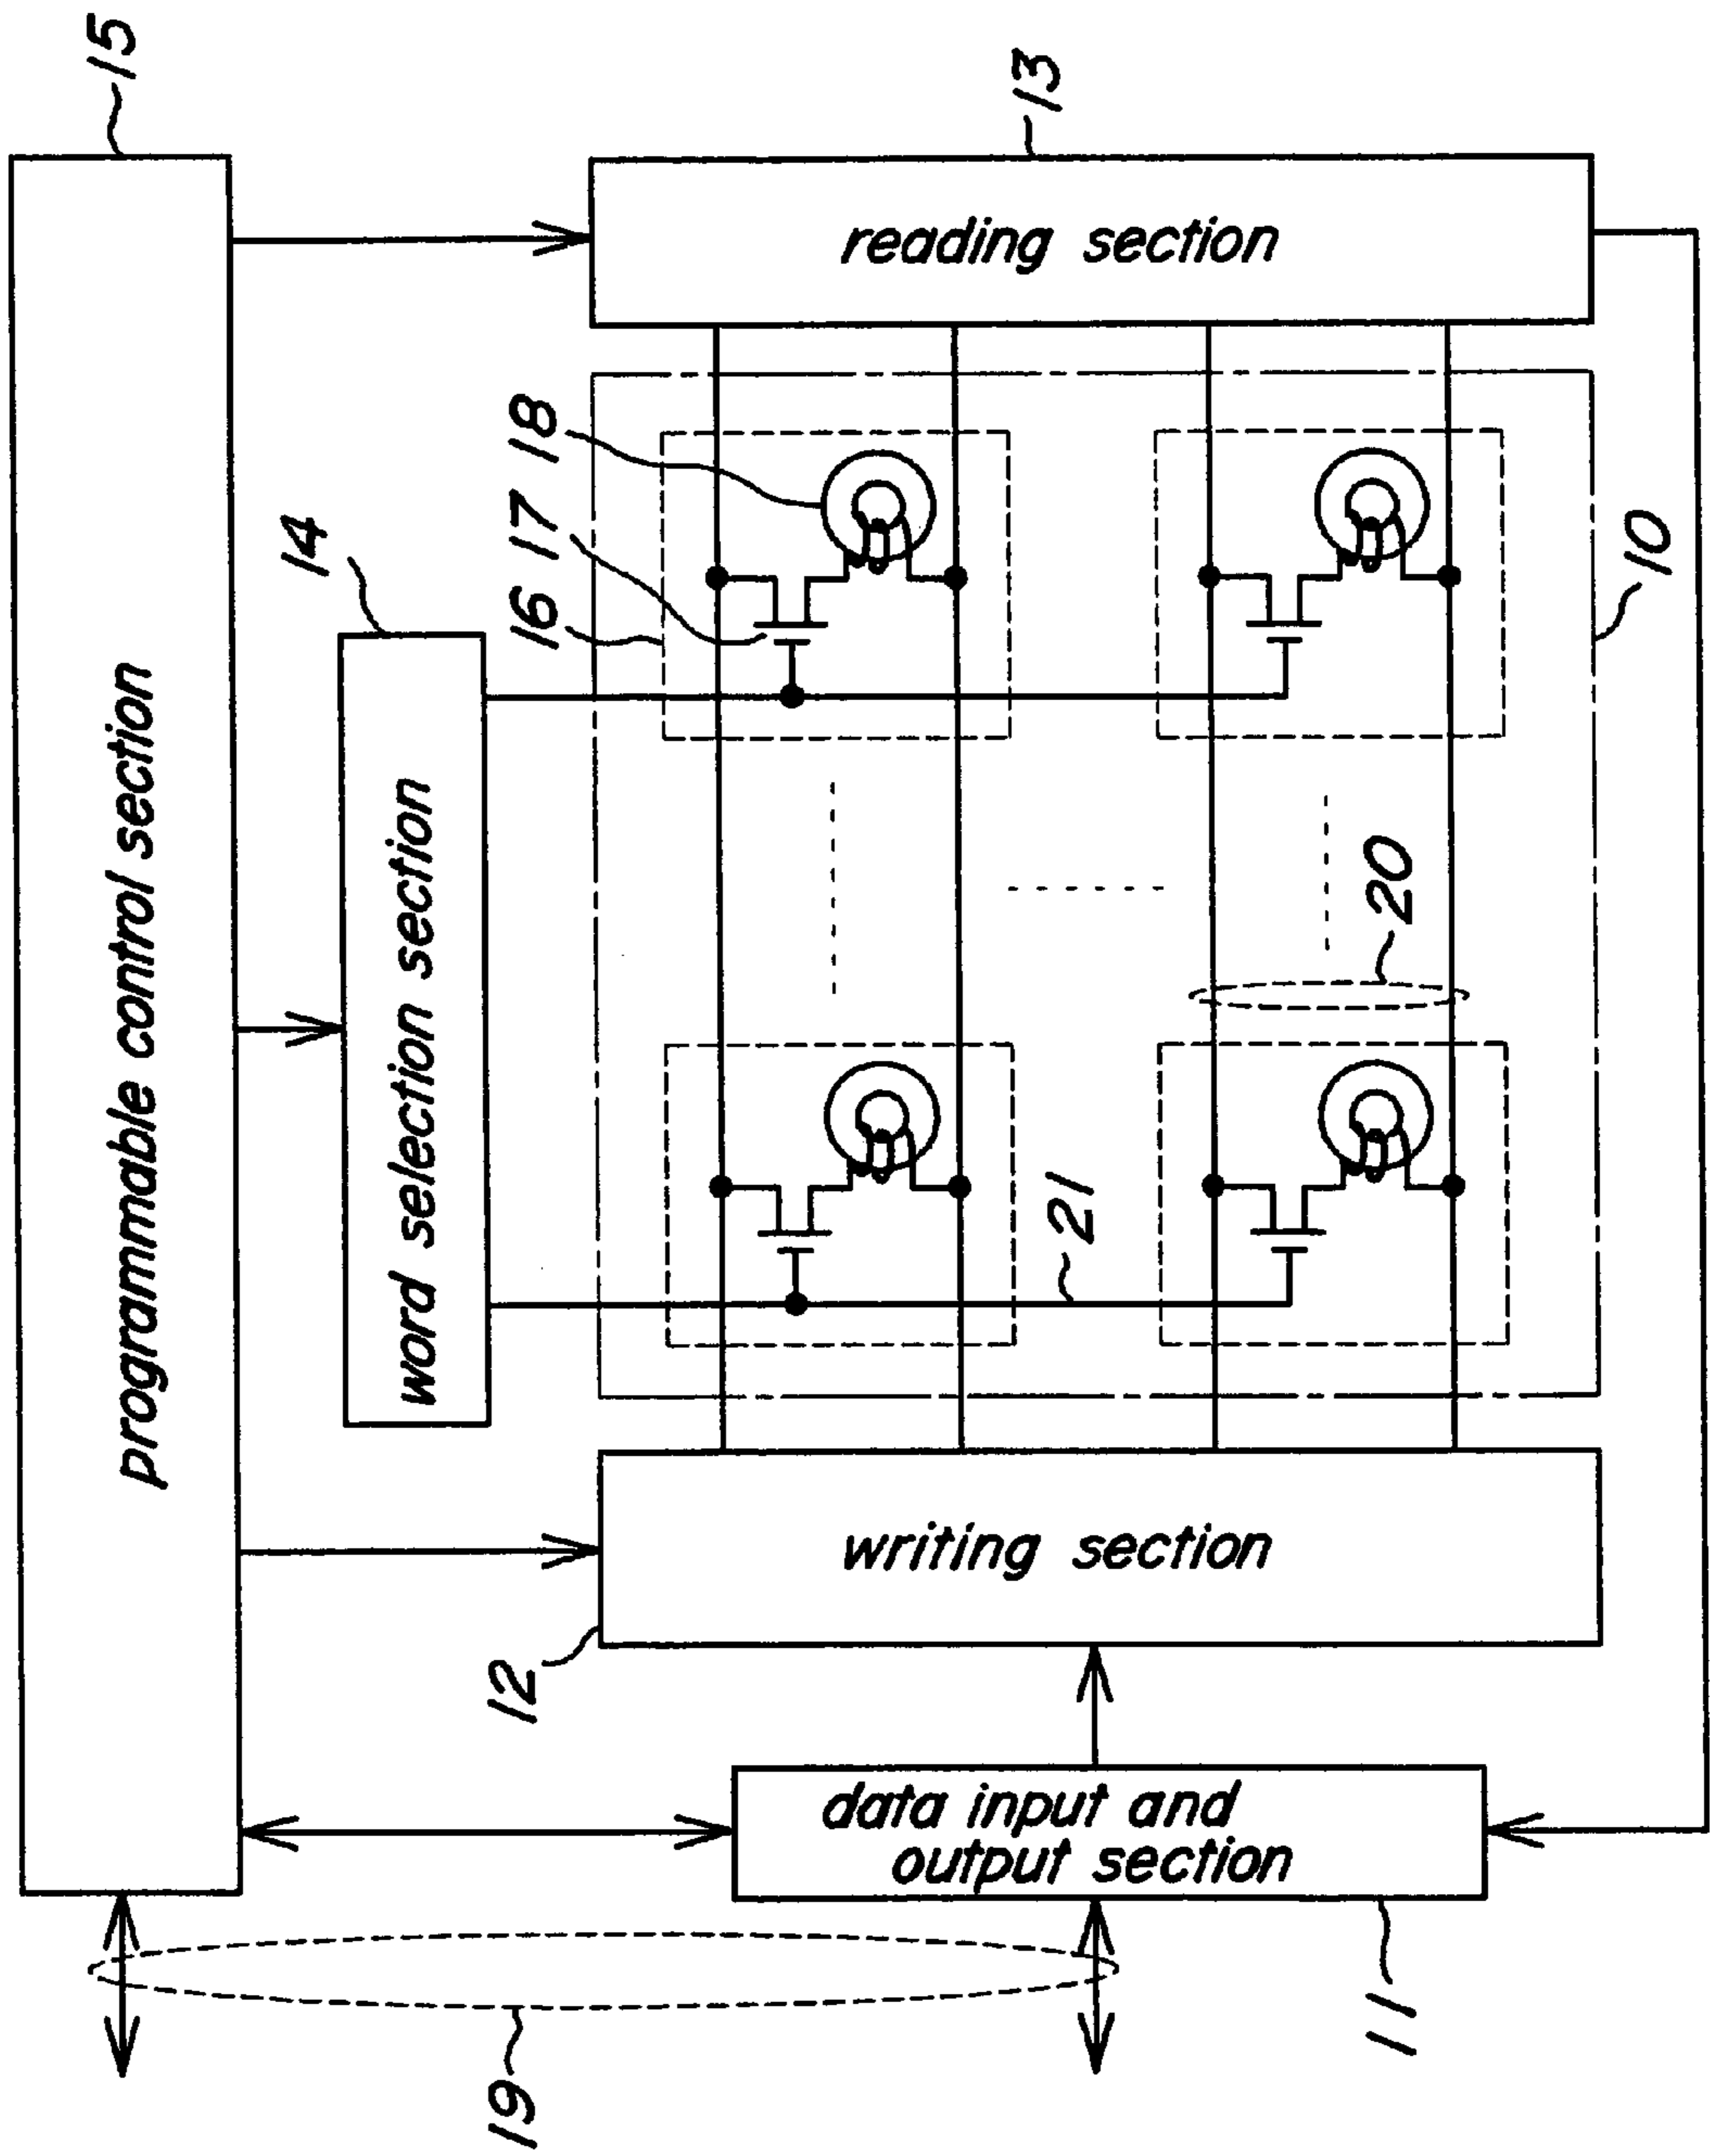 programmable control section
15
14
word selection section
19
12
16 17 18
writing section
reading section
13
21
data input and
output section
20
11
10